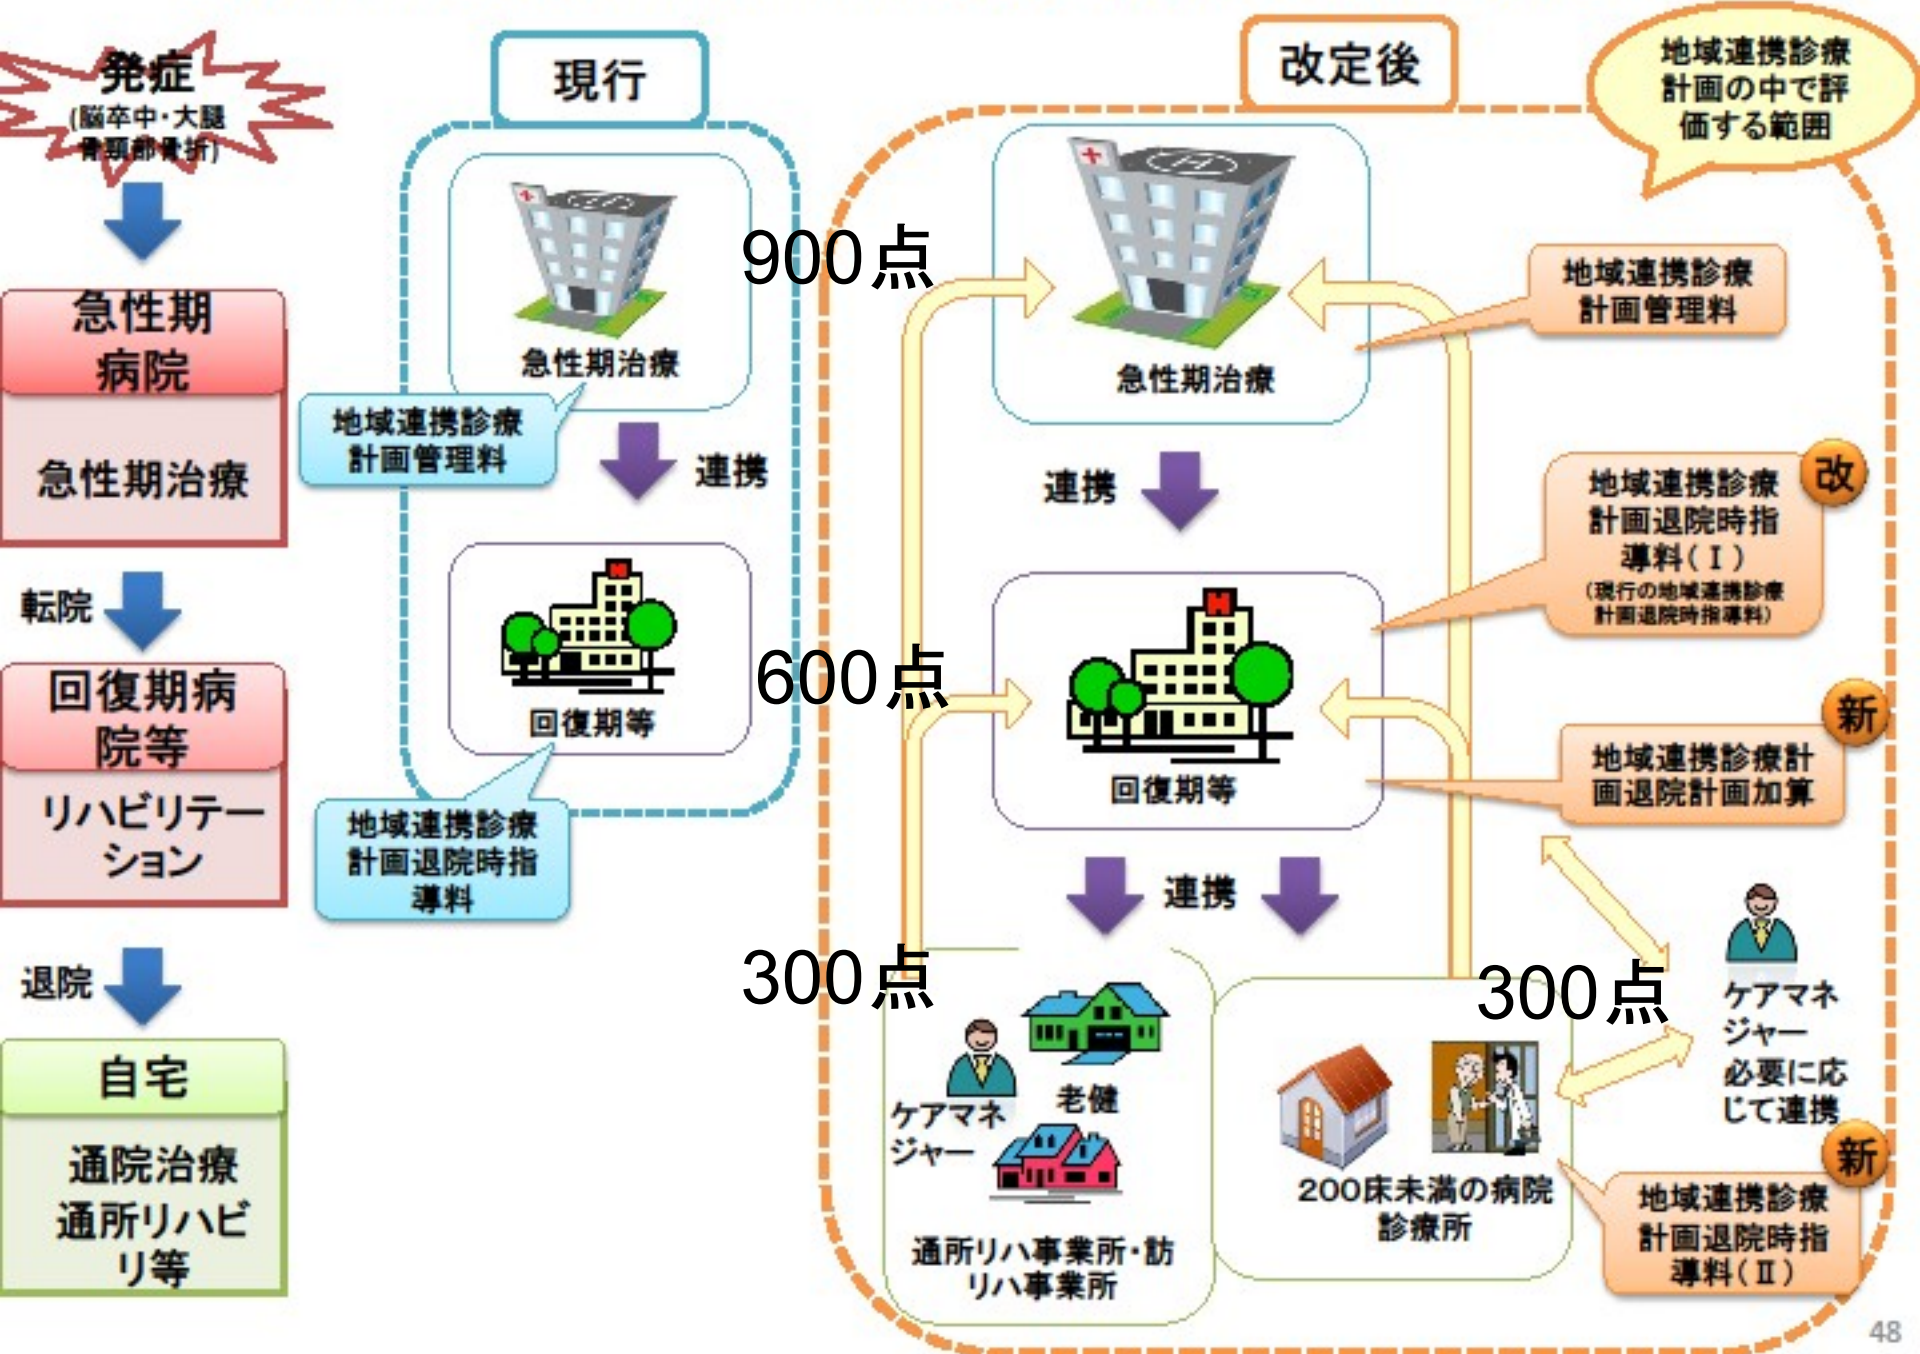 発症
(脳卒中・大腿
骨頸部骨折)
急性期
病院
急性期治療
転院
回復期病
院等
リハビリテー
ション
退院
自宅
通院治療
通所リハビ
リ等
現行
急性期治療
地域連携診療
計画管理料
連携
回復期等
地域連携診療
計画退院時指
導料
900点
600点
300点
300点
改定後
地域連携診療
計画の中で評
価する範囲
急性期治療
地域連携診療
計画管理料
連携
改
地域連携診療
計画退院時指
導料(Ⅰ)
(現行の地域連携診療
計画退院時指導料)
回復期等
新
地域連携診療計
画退院計画加算
連携
ケアマネ
ジャー
老健
通所リハ事業所・訪
リハ事業所
200床未満の病院
診療所
ケアマネ
ジャー
必要に応
じて連携
新
地域連携診療
計画退院時指
導料(Ⅱ)
48